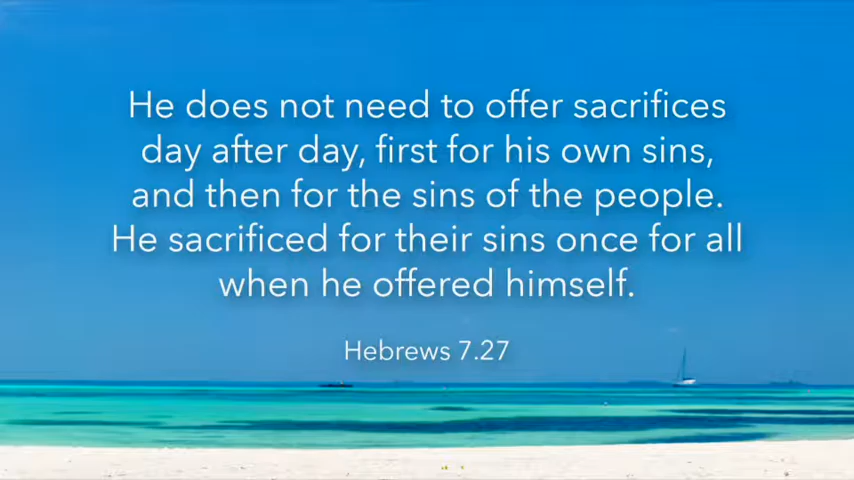 He does not need to offer sacrifices
day after day, first for his own sins,
and then for the sins of the people.
He sacrificed for their sins once for all
when he offered himself.
Hebrews 7.27